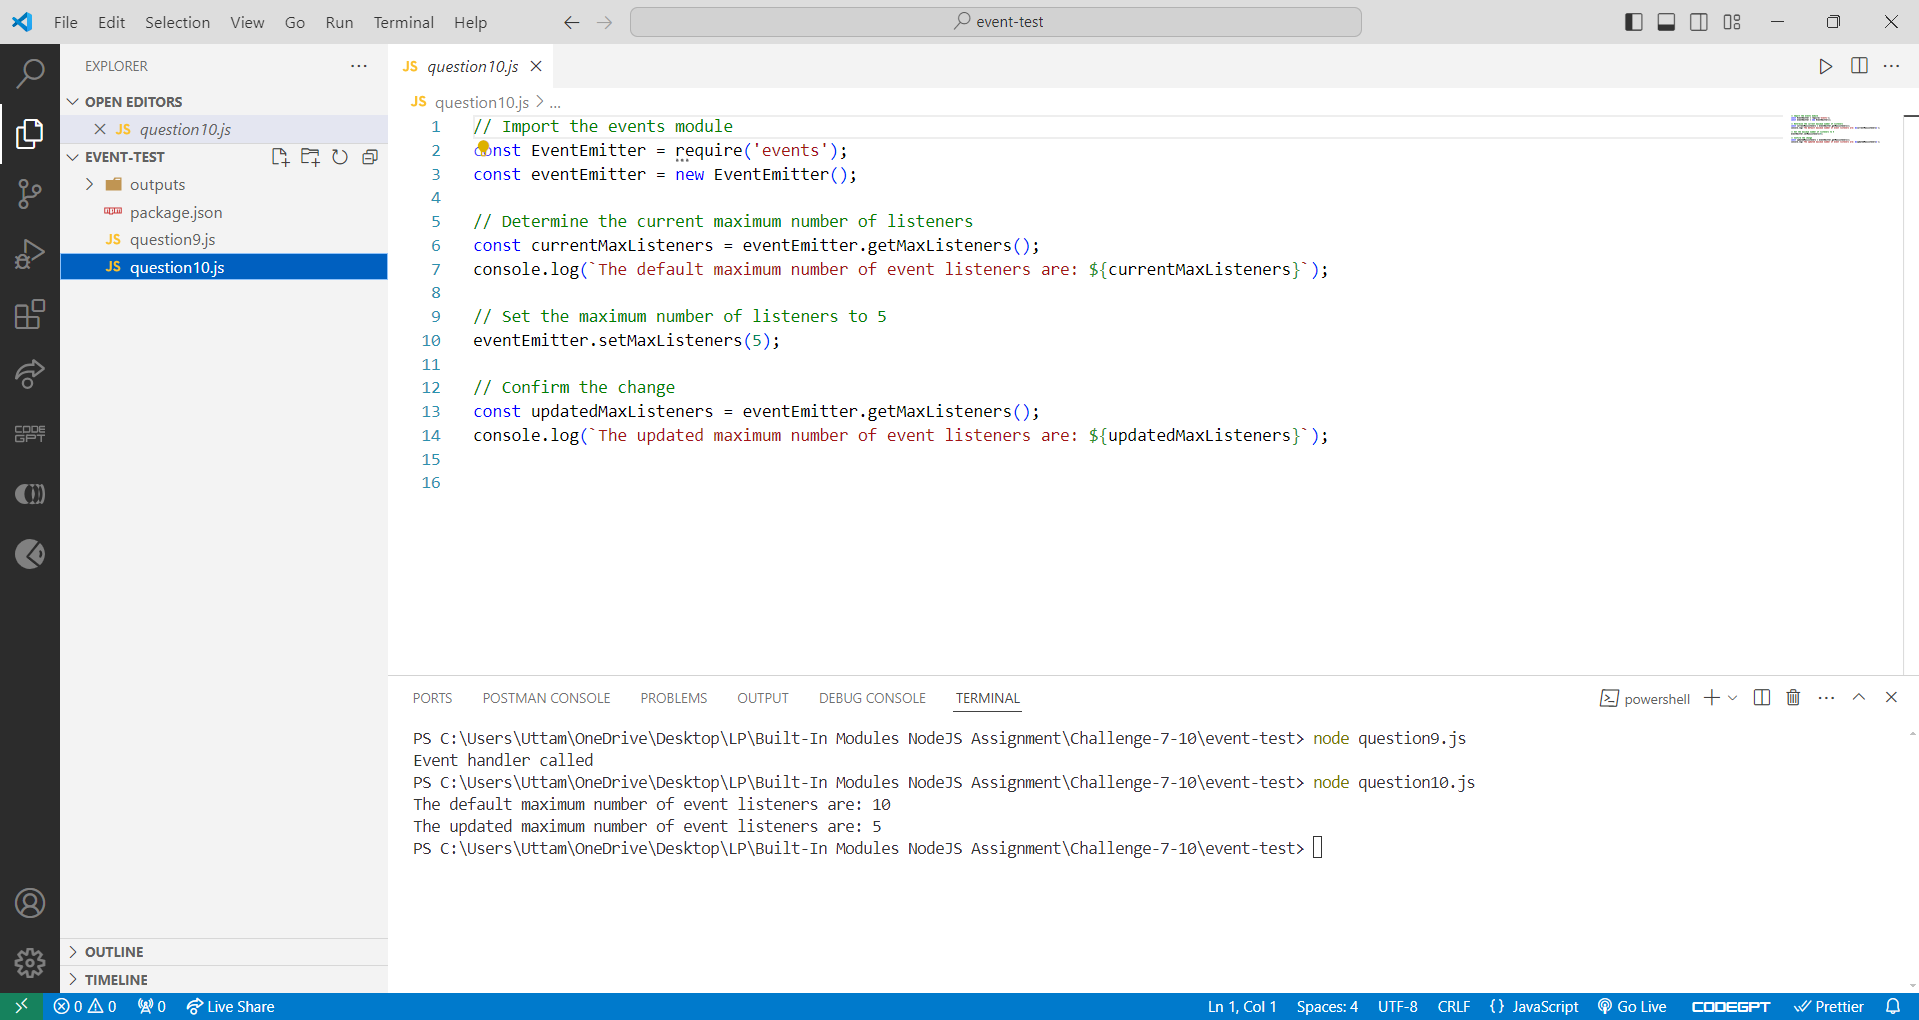 File Edit Selection View Go Run Terminal Help
event-test
EXPLORER
OPEN EDITORS
JS question10.js
EVENT-TEST
outputs
package.json
JS question9.js
JS question10.js
OUTLINE
TIMELINE
JS question10.js
JS question10.js > ...
1 // Import the events module
2 const EventEmitter = require('events');
3 const eventEmitter = new EventEmitter();
4
5 // Determine the current maximum number of listeners
6 const currentMaxListeners = eventEmitter.getMaxListeners();
7 console.log(`The default maximum number of event listeners are: ${currentMaxListeners}`);
8
9 // Set the maximum number of listeners to 5
10 eventEmitter.setMaxListeners(5);
11
12 // Confirm the change
13 const updatedMaxListeners = eventEmitter.getMaxListeners();
14 console.log(`The updated maximum number of event listeners are: ${updatedMaxListeners}`);
15
16
PORTS POSTMAN CONSOLE PROBLEMS OUTPUT DEBUG CONSOLE TERMINAL
powershell
PS C:\Users\Uttam\OneDrive\Desktop\LP\Built-In Modules NodeJS Assignment\Challenge-7-10\event-test> node question9.js
Event handler called
PS C:\Users\Uttam\OneDrive\Desktop\LP\Built-In Modules NodeJS Assignment\Challenge-7-10\event-test> node question10.js
The default maximum number of event listeners are: 10
The updated maximum number of event listeners are: 5
PS C:\Users\Uttam\OneDrive\Desktop\LP\Built-In Modules NodeJS Assignment\Challenge-7-10\event-test>
CODE
GPT
0 0 0 Live Share
Ln 1, Col 1 Spaces: 4 UTF-8 CRLF {} JavaScript Go Live CODEGPT Prettier